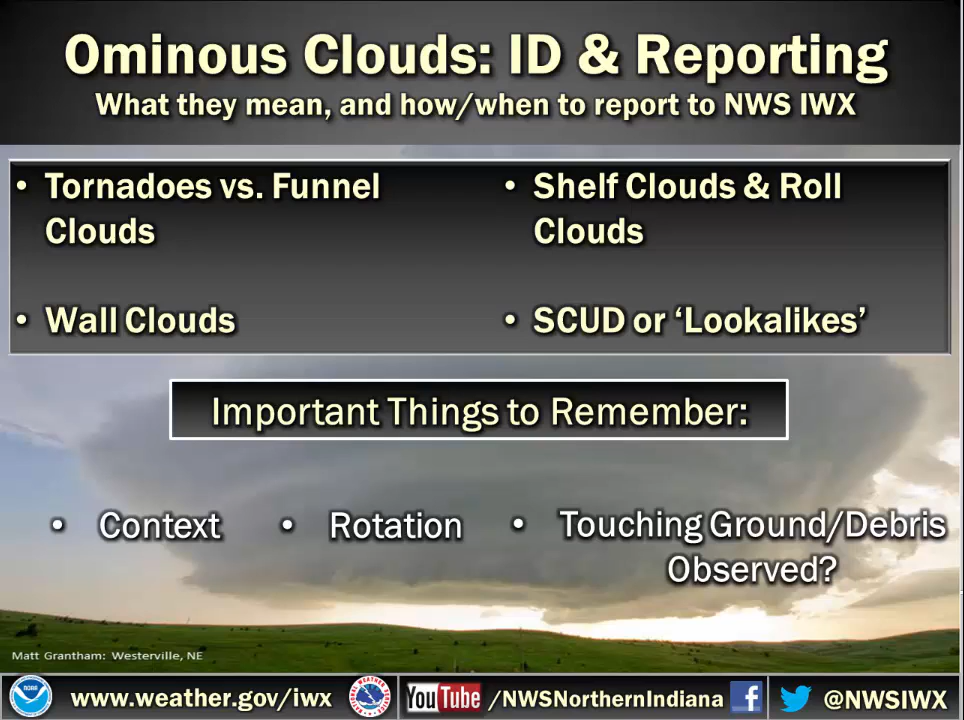 Ominous Clouds: ID & Reporting
What they mean, and how/when to report to NWS IWX
• Tornadoes vs. Funnel
Clouds
• Wall Clouds
• Shelf Clouds & Roll
Clouds
• SCUD or ‘Lookalikes’
Important Things to Remember:
• Context
• Rotation
• Touching Ground/Debris
Observed?
Matt Grantham: Westerville, NE
www.weather.gov/iwx
YouTube /NWSNorthernIndiana
@NWSIWX